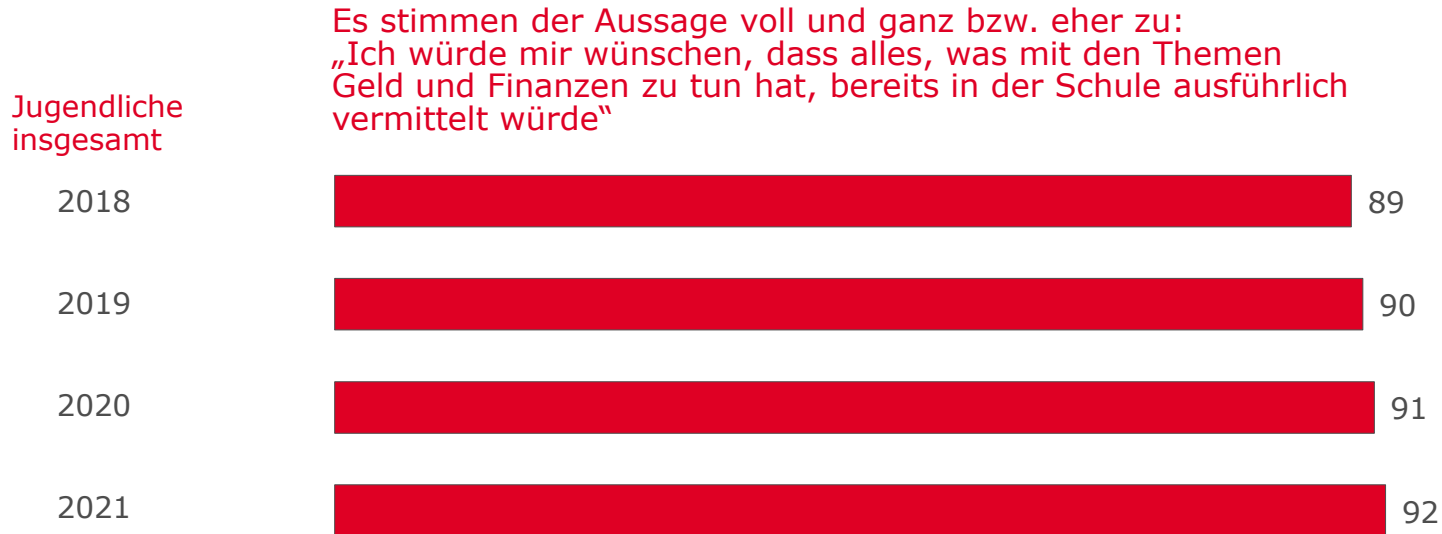 Es stimmen der Aussage voll und ganz bzw. eher zu:
„Ich würde mir wünschen, dass alles, was mit den Themen
Geld und Finanzen zu tun hat, bereits in der Schule ausführlich
vermittelt würde“
Jugendliche
insgesamt
2018 89
2019 90
2020 91
2021 92